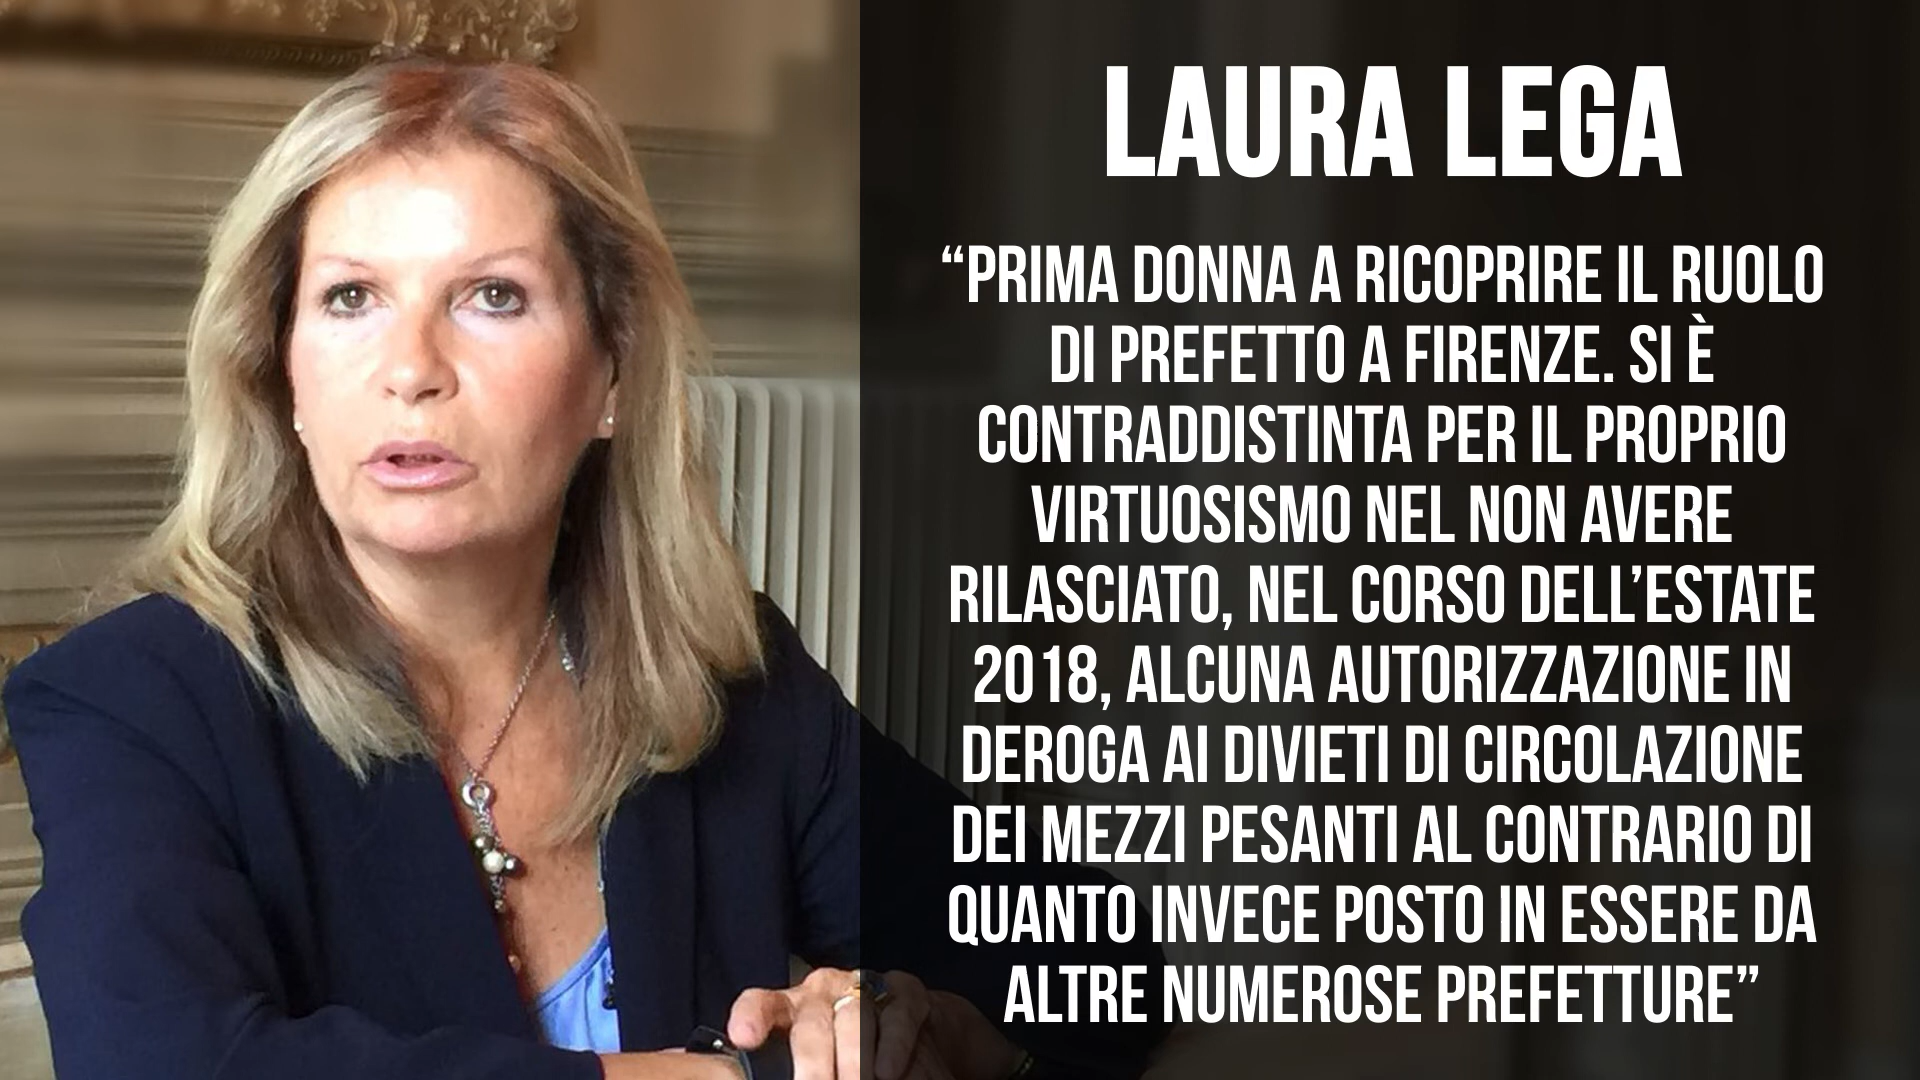 LAURA LEGA
“PRIMA DONNA A RICOPRIRE IL RUOLO
DI PREFETTO A FIRENZE. SI È
CONTRADDISTINTA PER IL PROPRIO
VIRTUOSISMO NEL NON AVERE
RILASCIATO, NEL CORSO DELL’ESTATE
2018, ALCUNA AUTORIZZAZIONE IN
DEROGA AI DIVIETI DI CIRCOLAZIONE
DEI MEZZI PESANTI AL CONTRARIO DI
QUANTO INVECE POSTO IN ESSERE DA
ALTRE NUMEROSE PREFETTURE”